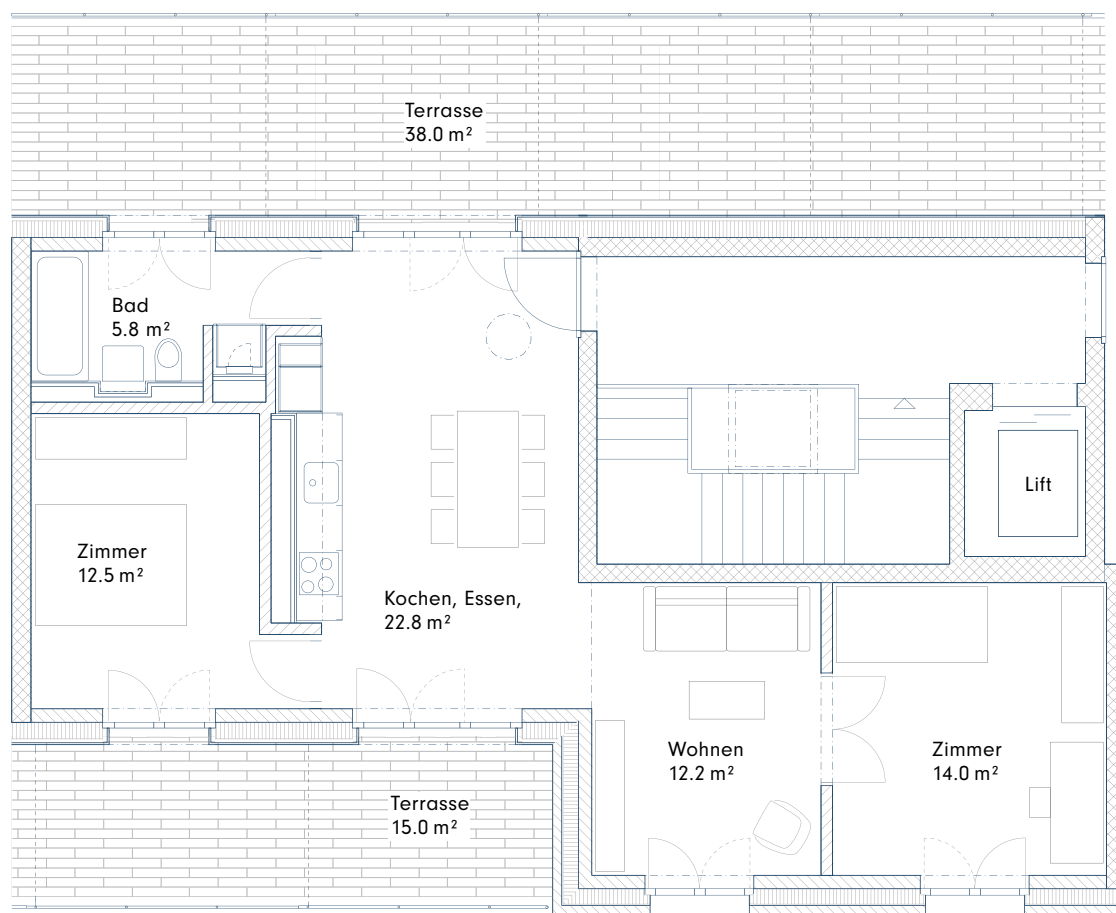 Terrasse
38.0 m²
Bad
5.8 m²
Lift
Zimmer
12.5 m²
Kochen, Essen,
22.8 m²
Wohnen
12.2 m²
Zimmer
14.0 m²
Terrasse
15.0 m²